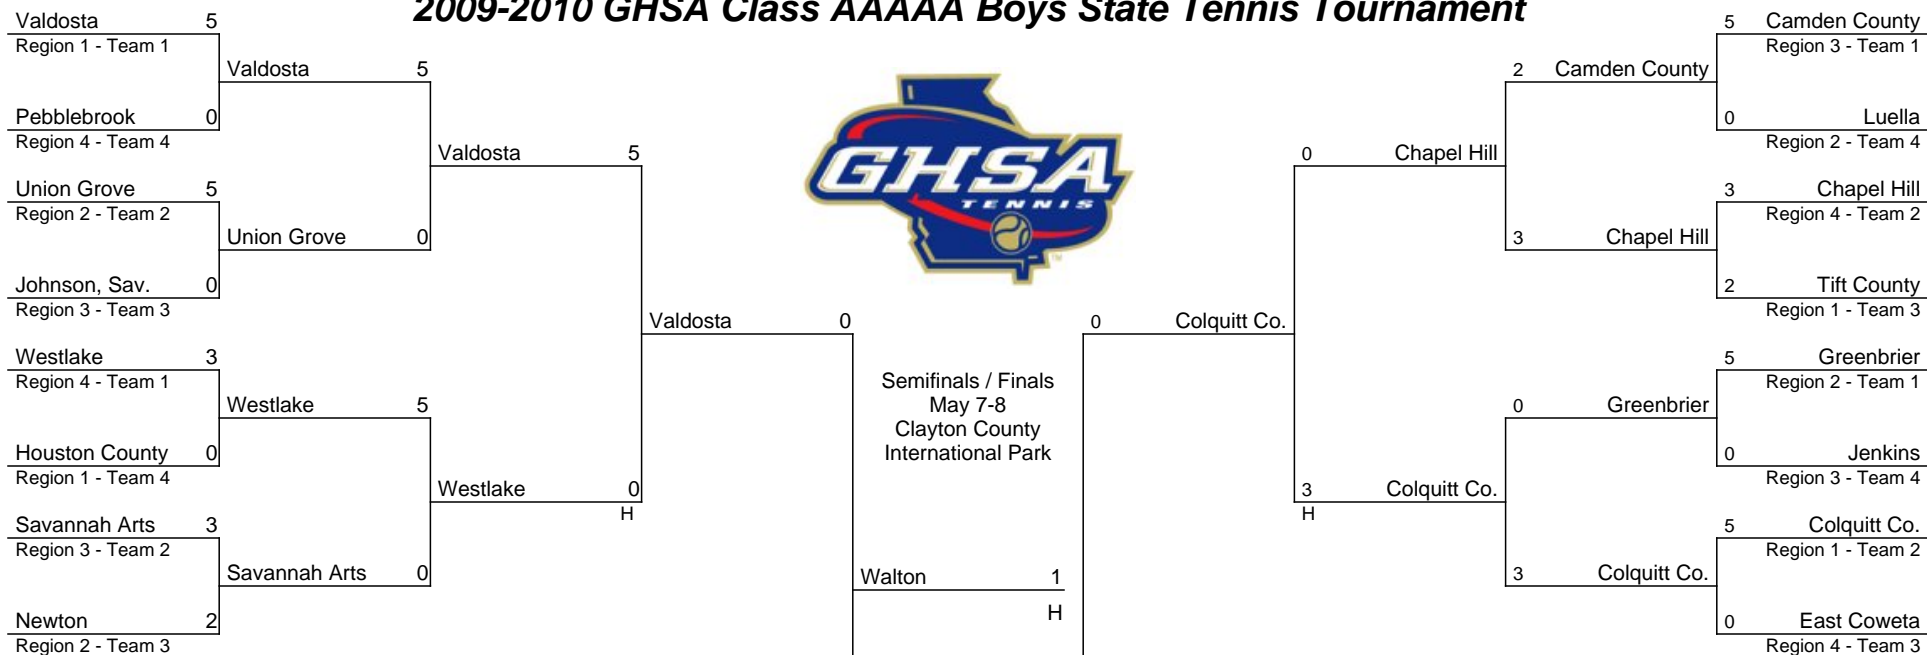 2009-2010 GHSA Class AAAAA Boys State Tennis Tournament
Valdosta 5
Region 1 - Team 1
Valdosta 5
Pebblebrook 0
Region 4 - Team 4
Valdosta 5
Union Grove 5
Region 2 - Team 2
Union Grove 0
Johnson, Sav. 0
Region 3 - Team 3
Valdosta 0
Westlake 3
Region 4 - Team 1
Westlake 5
Houston County 0
Region 1 - Team 4
Westlake 0
H
Savannah Arts 3
Region 3 - Team 2
Savannah Arts 0
Newton 2
Region 2 - Team 3
GHSA
TENNIS
TM
Semifinals / Finals
May 7-8
Clayton County
International Park
Walton 1
H
5 Camden County
Region 3 - Team 1
2 Camden County
0 Luella
Region 2 - Team 4
0 Chapel Hill
3 Chapel Hill
Region 4 - Team 2
3 Chapel Hill
2 Tift County
Region 1 - Team 3
0 Colquitt Co.
5 Greenbrier
Region 2 - Team 1
0 Greenbrier
0 Jenkins
Region 3 - Team 4
3 Colquitt Co.
H
5 Colquitt Co.
Region 1 - Team 2
3 Colquitt Co.
0 East Coweta
Region 4 - Team 3